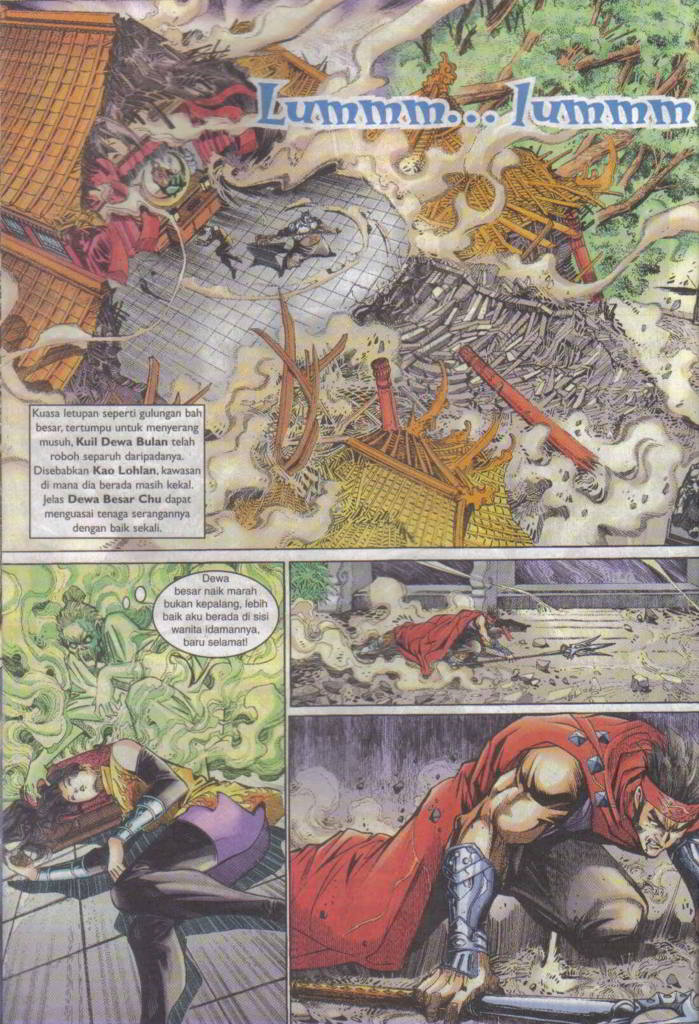 Lummm... lummm
Kuasa letupan seperti gulungan bah
besar, tertumpu untuk menyerang
musuh, Kuil Dewa Bulan telah
roboh separuh daripadanya.
Disebabkan Kao Lohlan, kawasan
di mana dia berada masih kekal.
Jelas Dewa Besar Chu dapat
menguasai tenaga serangannya
dengan baik sekali.
Dewa
besar naik marah
bukan kepalang, lebih
baik aku berada di sisi
wanita idamannya,
baru selamat!